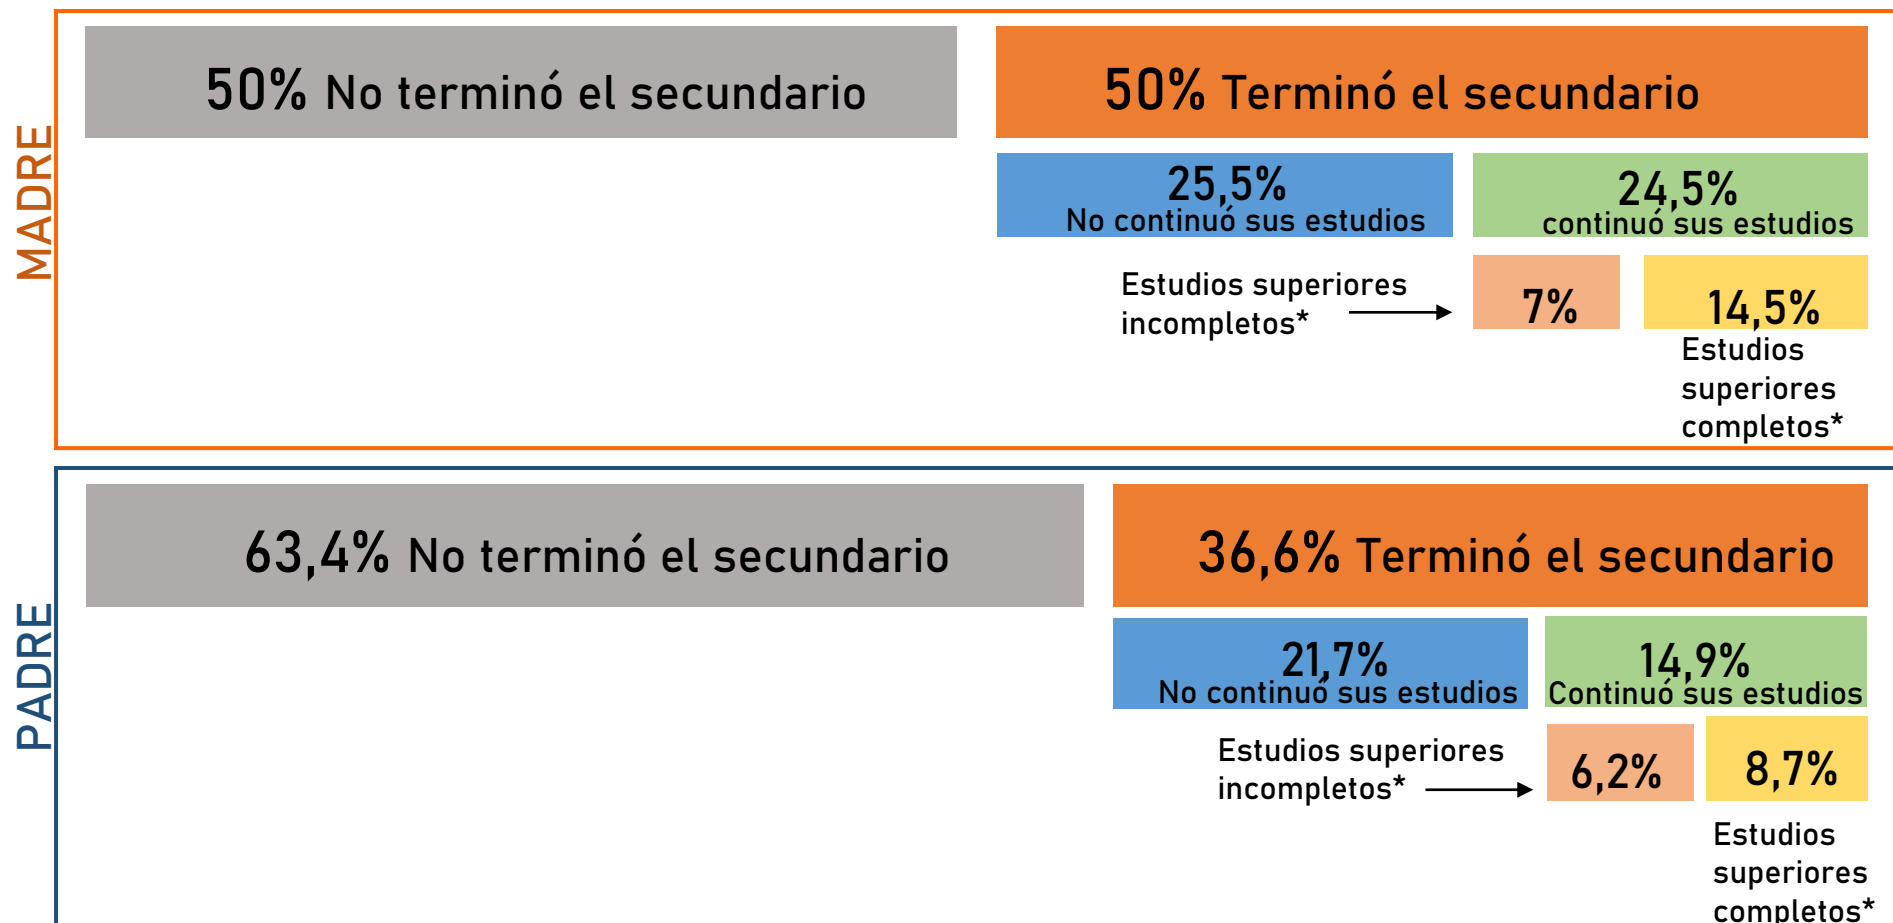 MADRE
50% No terminó el secundario
50% Terminó el secundario
25,5%
No continuó sus estudios
24,5%
continuó sus estudios
Estudios superiores
incompletos*
7%
14,5%
Estudios
superiores
completos*
PADRE
63,4% No terminó el secundario
36,6% Terminó el secundario
21,7%
No continuó sus estudios
14,9%
Continuó sus estudios
Estudios superiores
incompletos*
6,2%
8,7%
Estudios
superiores
completos*